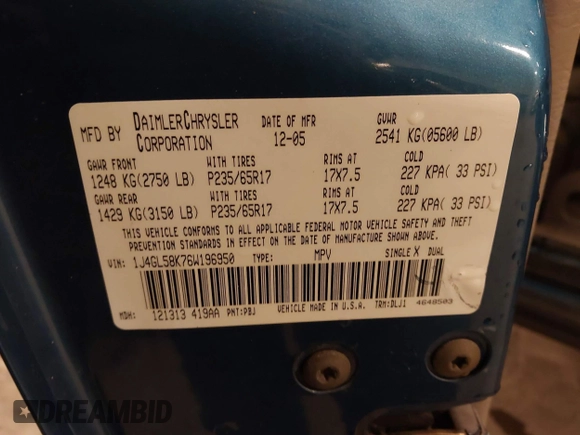 MFD BY DAIMLERCHRYSLER CORPORATION DATE OF MFR 12-05 GVWR 2541 KG(05600 LB)
GAWR FRONT WITH TIRES RIMS AT COLD
1248 KG(2750 LB) P235/65R17 17X7.5 227 KPA( 33 PSI)
GAWR REAR WITH TIRES RIMS AT COLD
1429 KG(3150 LB) P235/65R17 17X7.5 227 KPA( 33 PSI)
THIS VEHICLE CONFORMS TO ALL APPLICABLE FEDERAL MOTOR VEHICLE SAFETY AND THEFT
PREVENTION STANDARDS IN EFFECT ON THE DATE OF MANUFACTURE SHOWN ABOVE.
VIN: 1J4GL58K76W196950 TYPE: MPV SINGLE X DUAL
MDH: 121313 419AA PNT:PBJ VEHICLE MADE IN U.S.A. TRM:DLJ1 4648503
DREAMBID